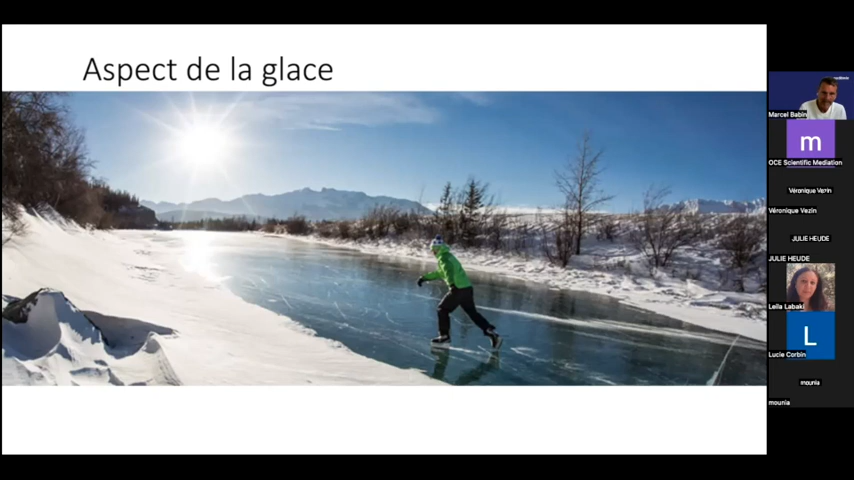 Aspect de la glace
Marcel Babin
m
OCE Scientific Mediation
Véronique Vezin
Véronique Vezin
JULIE HEUDE
JULIE HEUDE
Leïla Labaki
L
Lucie Corbin
mounia
mounia